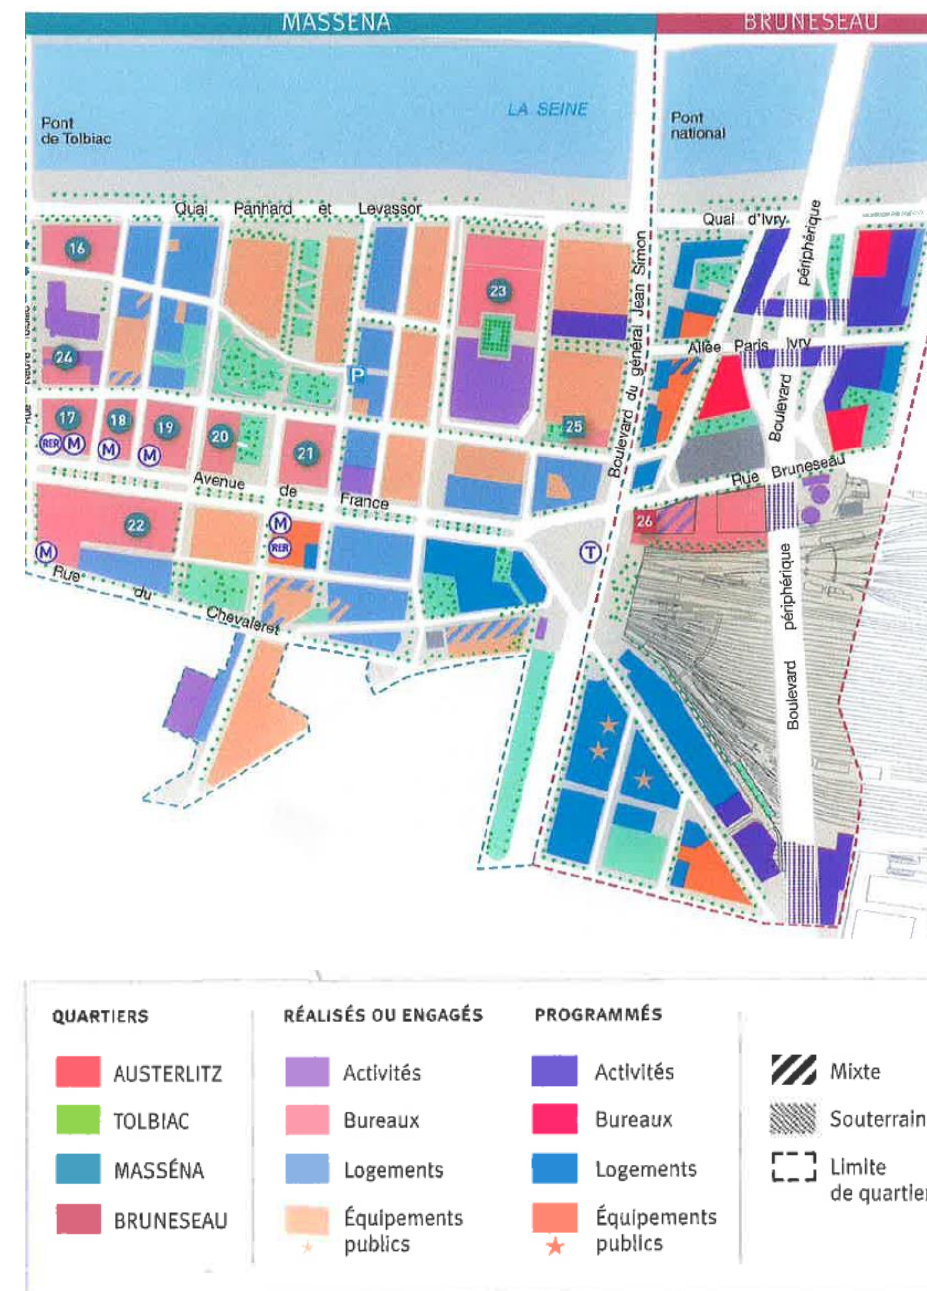 MASSÉNA
BRUNESEAU
LA SEINE
Pont
de Tolbiac
Pont
national
Quai Panhard et Levassor
Quai d'Ivry
périphérique
16
23
Boulevard du général Jean Simon
Allée Paris Ivry
24
P
Boulevard
17
18
19
20
21
25
RER
M
M
M
Avenue de France
Rue Bruneseau
22
M
RER
26
M
T
Rue du Chevaleret
Boulevard périphérique
QUARTIERS
AUSTERLITZ
TOLBIAC
MASSÉNA
BRUNESEAU
RÉALISÉS OU ENGAGÉS
Activités
Bureaux
Logements
Équipements
publics
PROGRAMMÉS
Activités
Bureaux
Logements
Équipements
publics
Mixte
Souterrain
Limite
de quartier